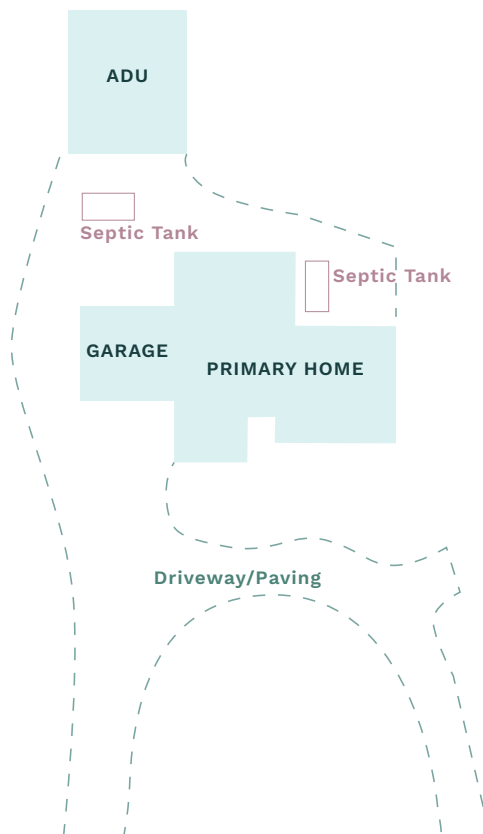 ADU
Septic Tank
Septic Tank
GARAGE
PRIMARY HOME
Driveway/Paving